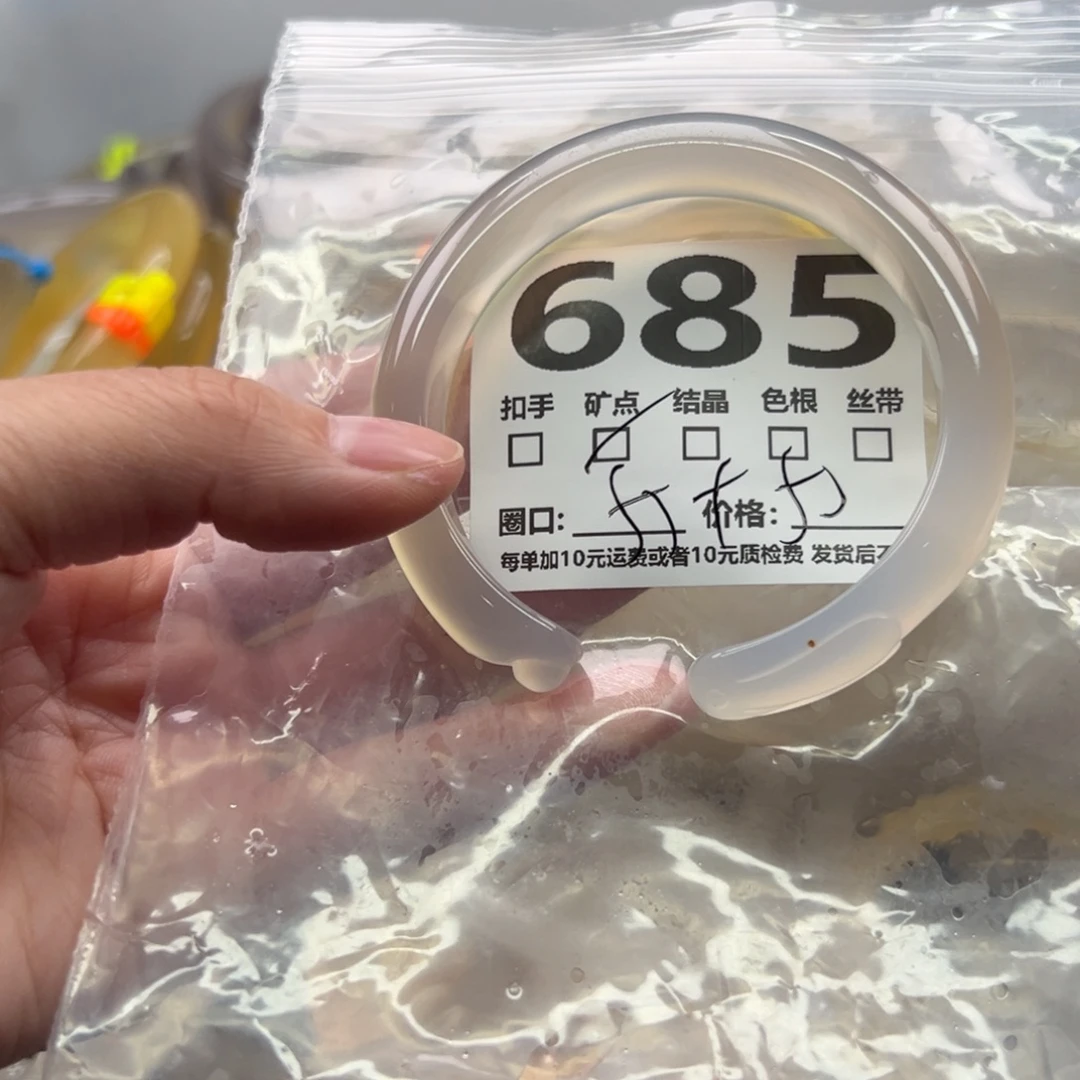 685
扣手 矿点 结晶 色根 丝带
圈口: 价格:
每单加10元运费或者10元质检费 发货后不